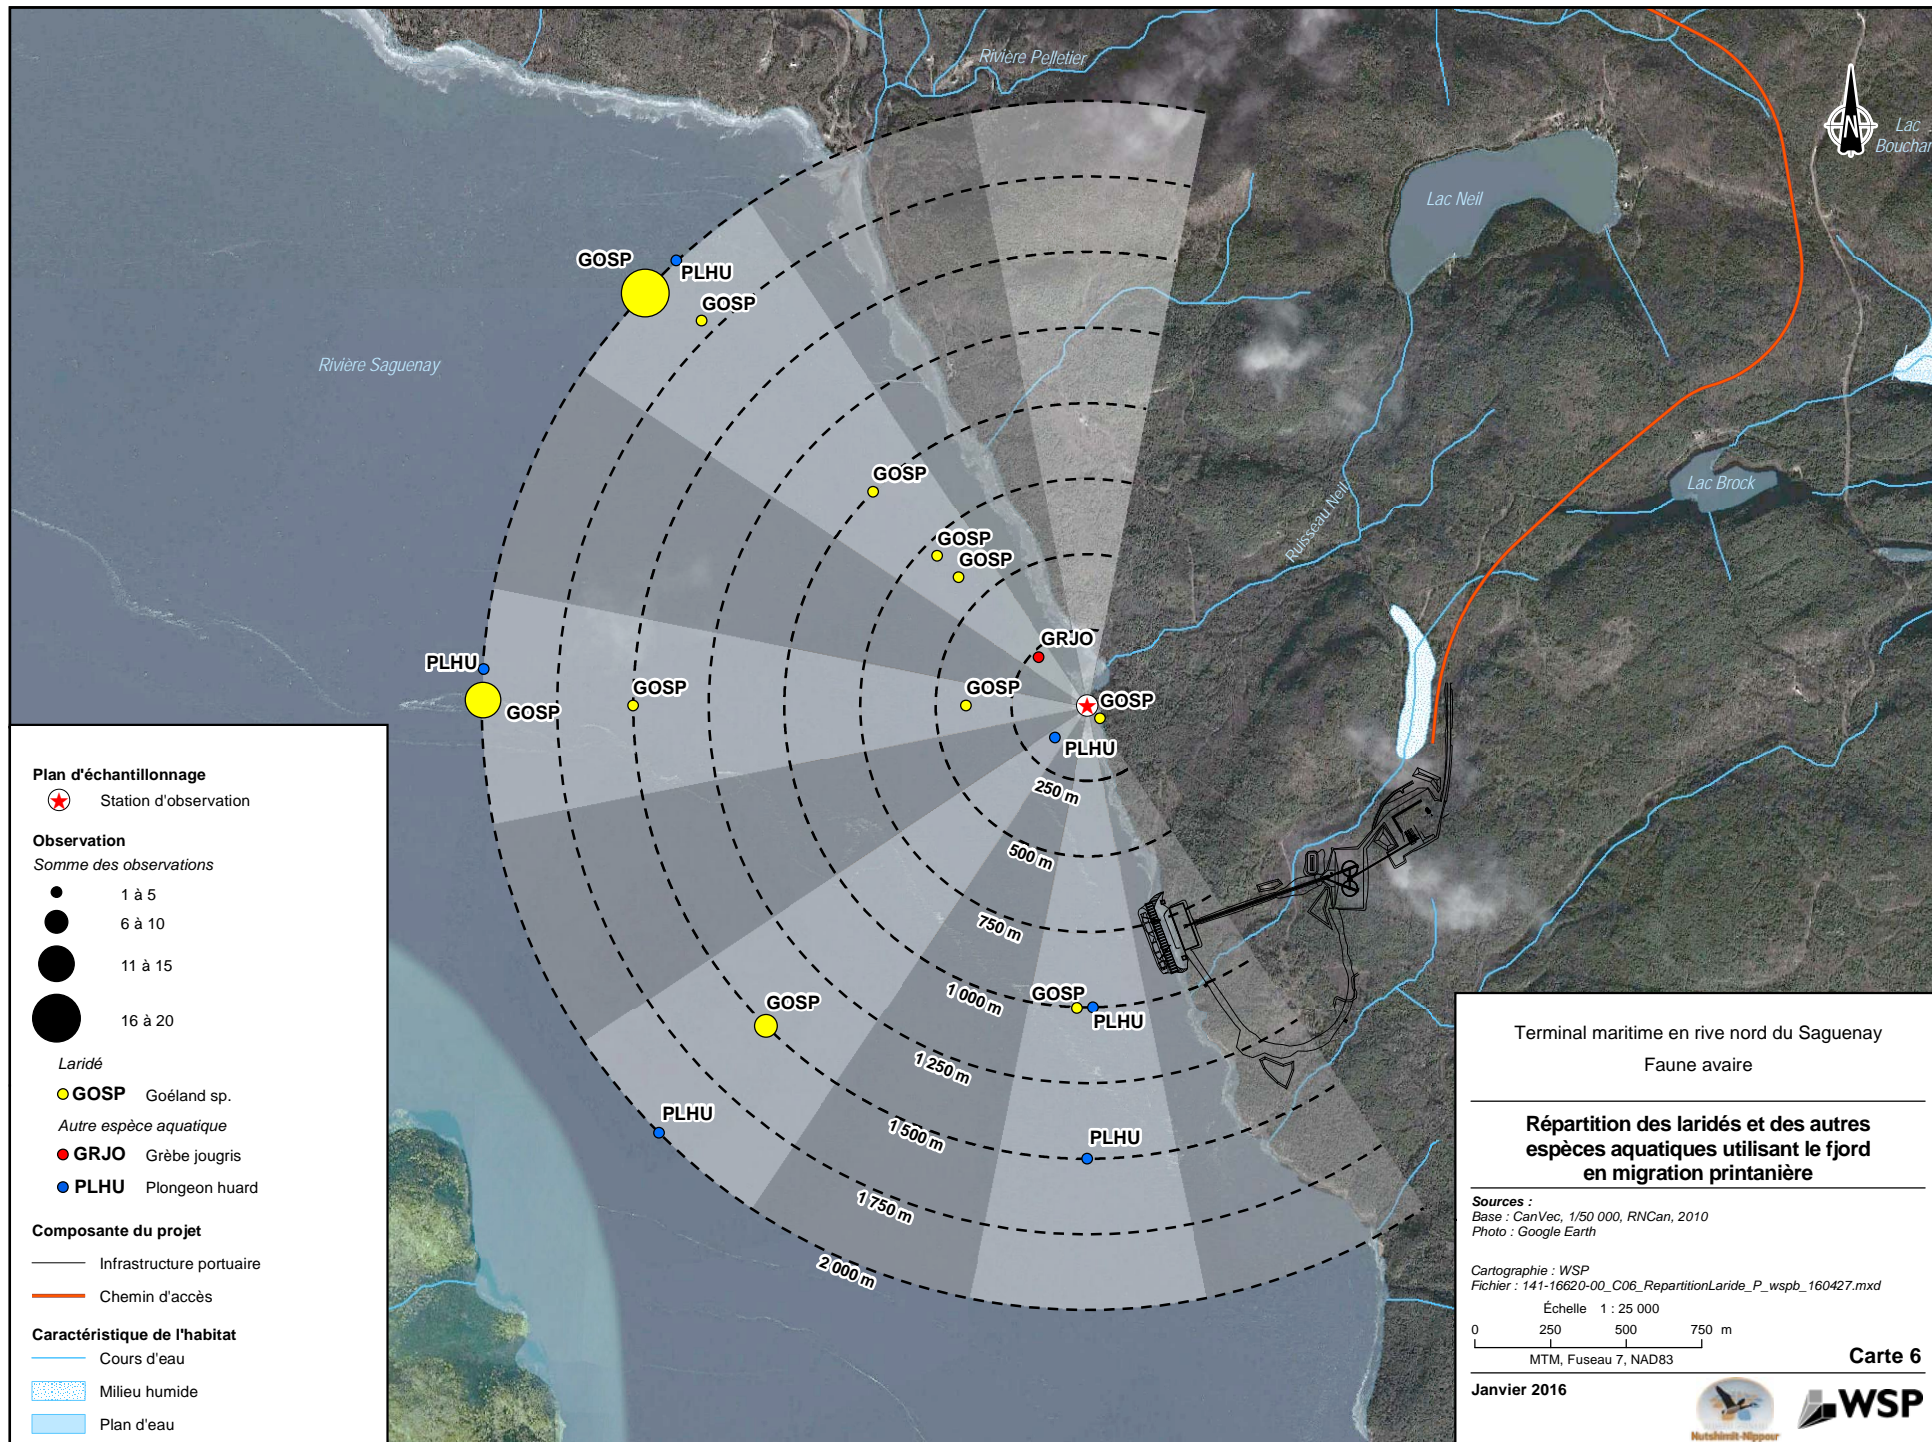 Rivière Pelletier
N
Lac
Lac Neil
GOSP
PLHU
GOSP
Rivière Saguenay
GOSP
Lac Brock
Ruisseau Neil
GOSP
GOSP
GRJO
PLHU
GOSP
GOSP
GOSP
GOSP
PLHU
250 m
500 m
750 m
GOSP
1 000 m
GOSP
PLHU
1 250 m
PLHU
1 500 m
PLHU
1 750 m
2 000 m
Plan d'échantillonnage
Station d'observation
Observation
Somme des observations
1 à 5
6 à 10
11 à 15
16 à 20
Laridé
GOSP Goéland sp.
Autre espèce aquatique
GRJO Grèbe jougris
PLHU Plongeon huard
Composante du projet
Infrastructure portuaire
Chemin d'accès
Caractéristique de l'habitat
Cours d'eau
Milieu humide
Plan d'eau
Terminal maritime en rive nord du Saguenay
Faune avaire
Répartition des laridés et des autres
espèces aquatiques utilisant le fjord
en migration printanière
Sources :
Base : CanVec, 1/50 000, RNCan, 2010
Photo : Google Earth
Cartographie : WSP
Fichier : 141-16620-00_C06_RepartitionLaride_P_wspb_160427.mxd
Échelle 1 : 25 000
0 250 500 750 m
MTM, Fuseau 7, NAD83
Carte 6
Janvier 2016
Nutshimit-Nippour
WSP